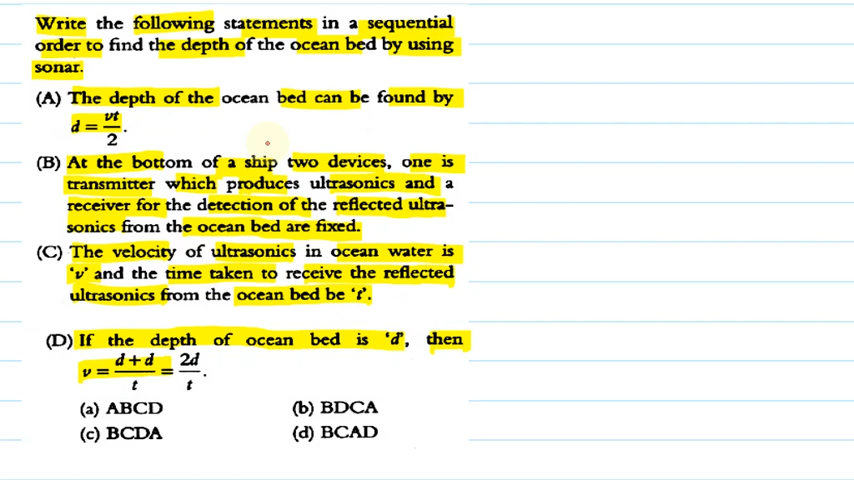 Write the following statements in a sequential
order to find the depth of the ocean bed by using
sonar.
(A) The depth of the ocean bed can be found by
d = vt/2.
(B) At the bottom of a ship two devices, one is
transmitter which produces ultrasonics and a
receiver for the detection of the reflected ultra-
sonics from the ocean bed are fixed.
(C) The velocity of ultrasonics in ocean water is
‘v’ and the time taken to receive the reflected
ultrasonics from the ocean bed be ‘t’.
(D) If the depth of ocean bed is ‘d’, then
v = d + d/t = 2d/t.
(a) ABCD (b) BDCA
(c) BCDA (d) BCAD